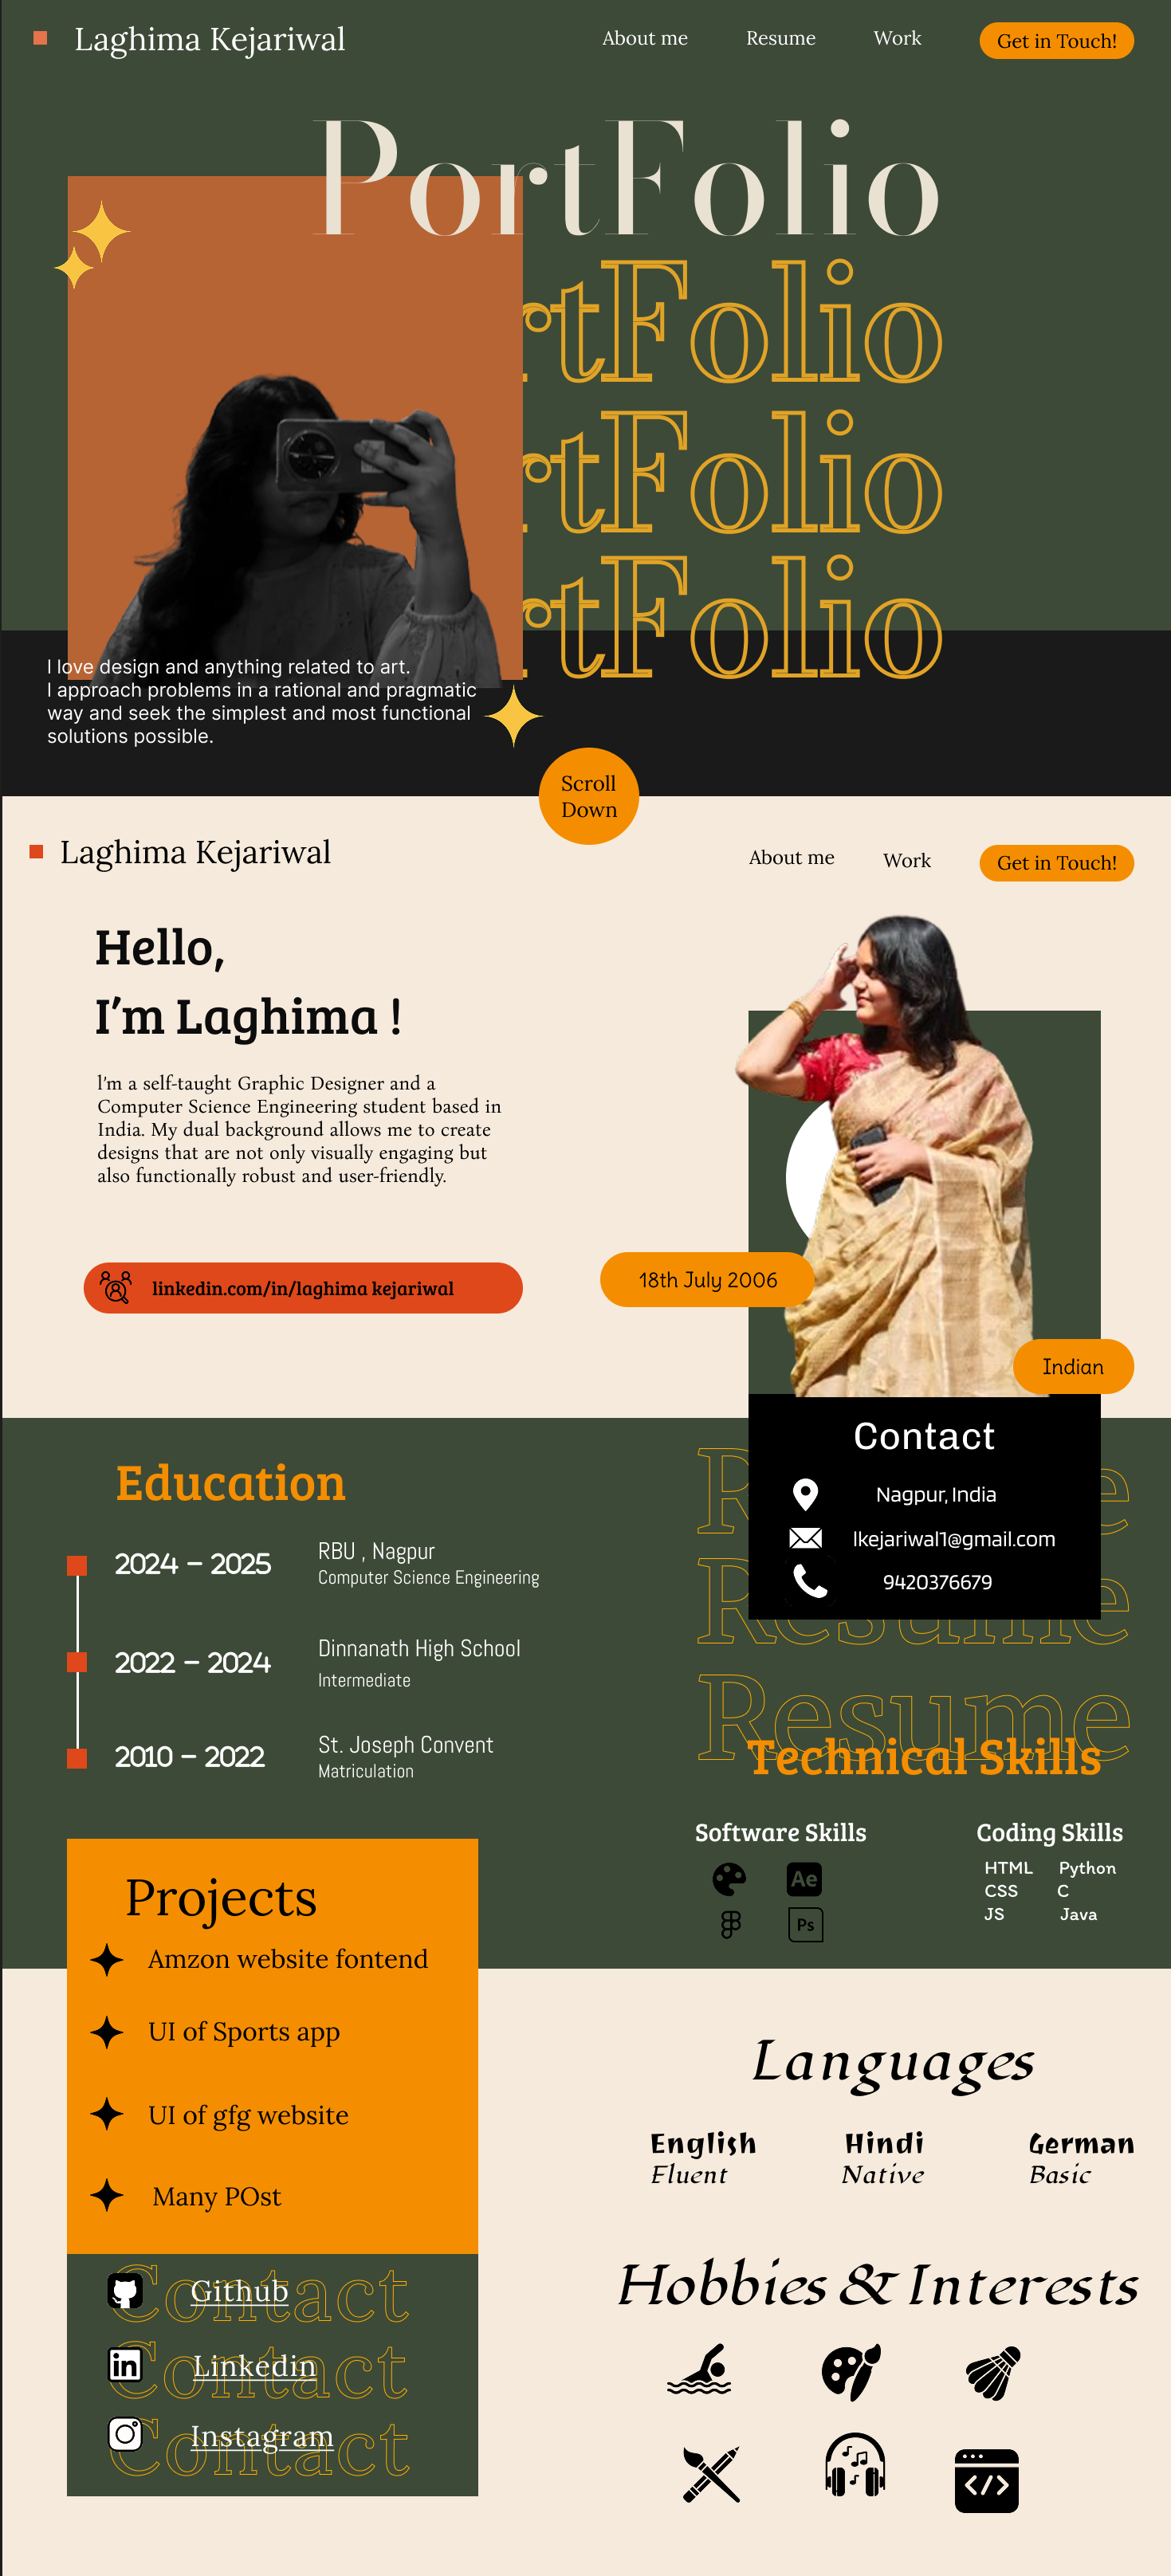 Laghima Kejariwal
About me Resume Work Get in Touch!
PortFolio
rtFolio
rtFolio
rtFolio
I love design and anything related to art.
I approach problems in a rational and pragmatic
way and seek the simplest and most functional
solutions possible.
Scroll
Down
Laghima Kejariwal
About me Work Get in Touch!
Hello,
I'm Laghima !
I'm a self-taught Graphic Designer and a
Computer Science Engineering student based in
India. My dual background allows me to create
designs that are not only visually engaging but
also functionally robust and user-friendly.
linkedin.com/in/laghima kejariwal
18th July 2006
Indian
Contact
Nagpur, India
lkejariwal1@gmail.com
9420376679
Education
2024 - 2025 RBU , Nagpur
Computer Science Engineering
2022 - 2024 Dinnanath High School
Intermediate
2010 - 2022 St. Joseph Convent
Matriculation
R e
Resume
Resume
Technical Skills
Software Skills
Ae
Ps
Coding Skills
HTML Python
CSS C
JS Java
Projects
Amzon website fontend
UI of Sports app
UI of gfg website
Many POst
Contact
Github
Contact
in Linkedin
Contact
Instagram
Languages
English Hindi German
Fluent Native Basic
Hobbies & Interests
</>